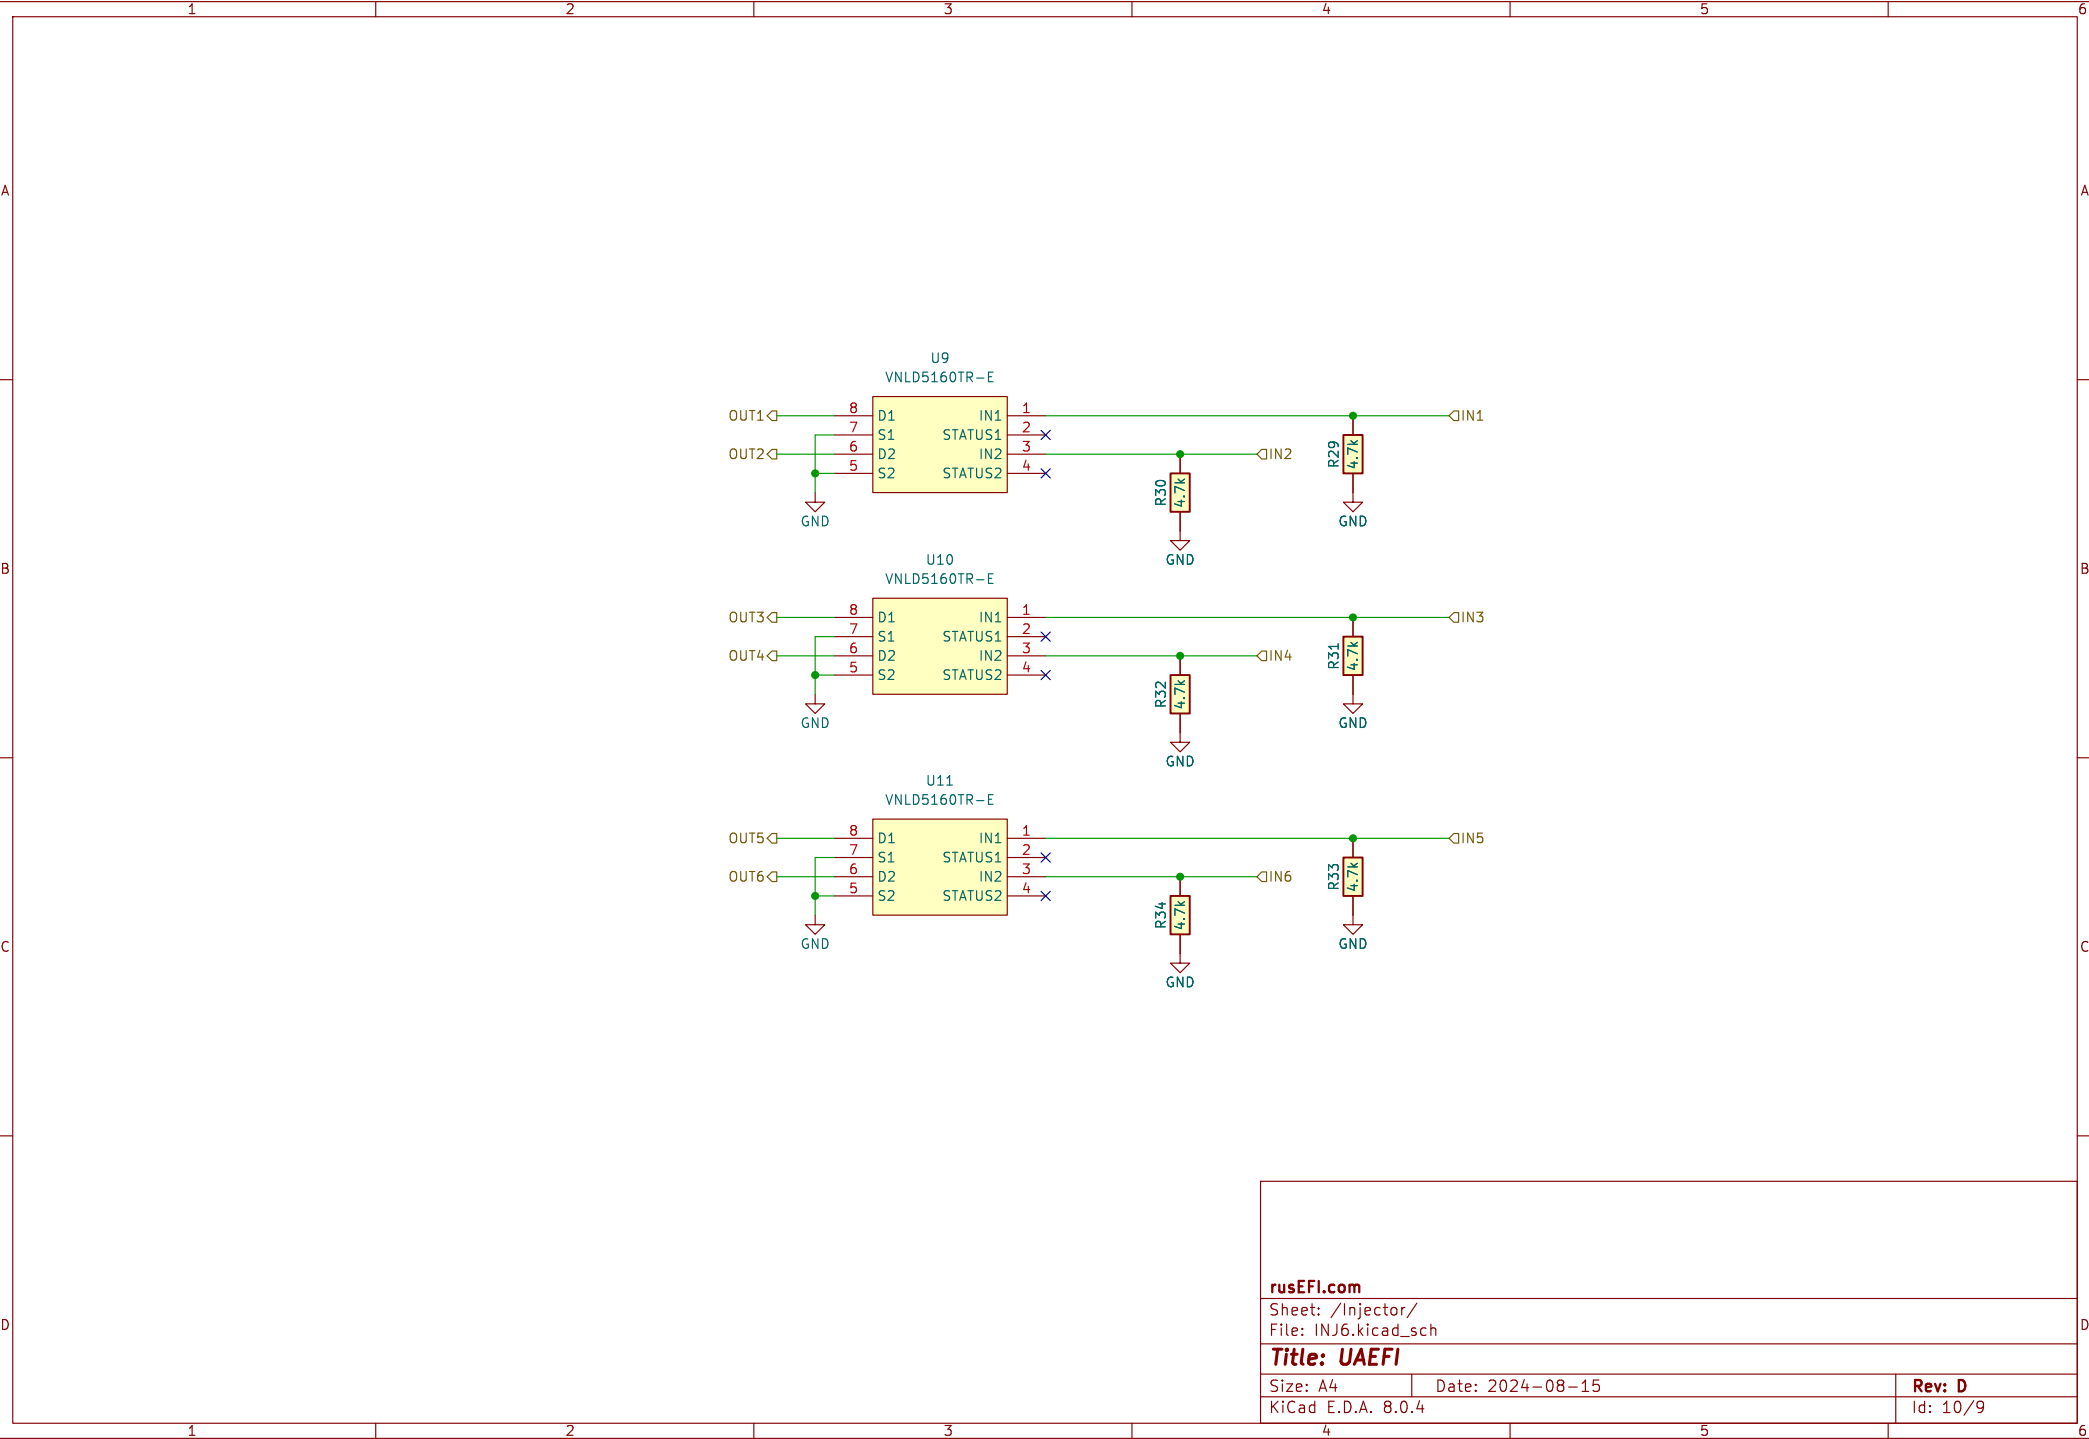 1 2 3 4 5 6
A A
U9
VNLD5160TR-E
OUT1 8 D1 IN1 1 IN1
7 S1 STATUS1 2
OUT2 6 D2 IN2 3 IN2
5 S2 STATUS2 4
R29 4.7k
R30 4.7k
GND GND
GND
U10
VNLD5160TR-E
B B
OUT3 8 D1 IN1 1 IN3
7 S1 STATUS1 2
OUT4 6 D2 IN2 3 IN4
5 S2 STATUS2 4
R31 4.7k
R32 4.7k
GND GND
GND
U11
VNLD5160TR-E
OUT5 8 D1 IN1 1 IN5
7 S1 STATUS1 2
OUT6 6 D2 IN2 3 IN6
5 S2 STATUS2 4
R33 4.7k
R34 4.7k
GND GND
C C
GND
rusEFI.com
Sheet: /Injector/
File: INJ6.kicad_sch
D D
Title: UAEFI
Size: A4 Date: 2024-08-15 Rev: D
KiCad E.D.A. 8.0.4 Id: 10/9
1 2 3 4 5 6